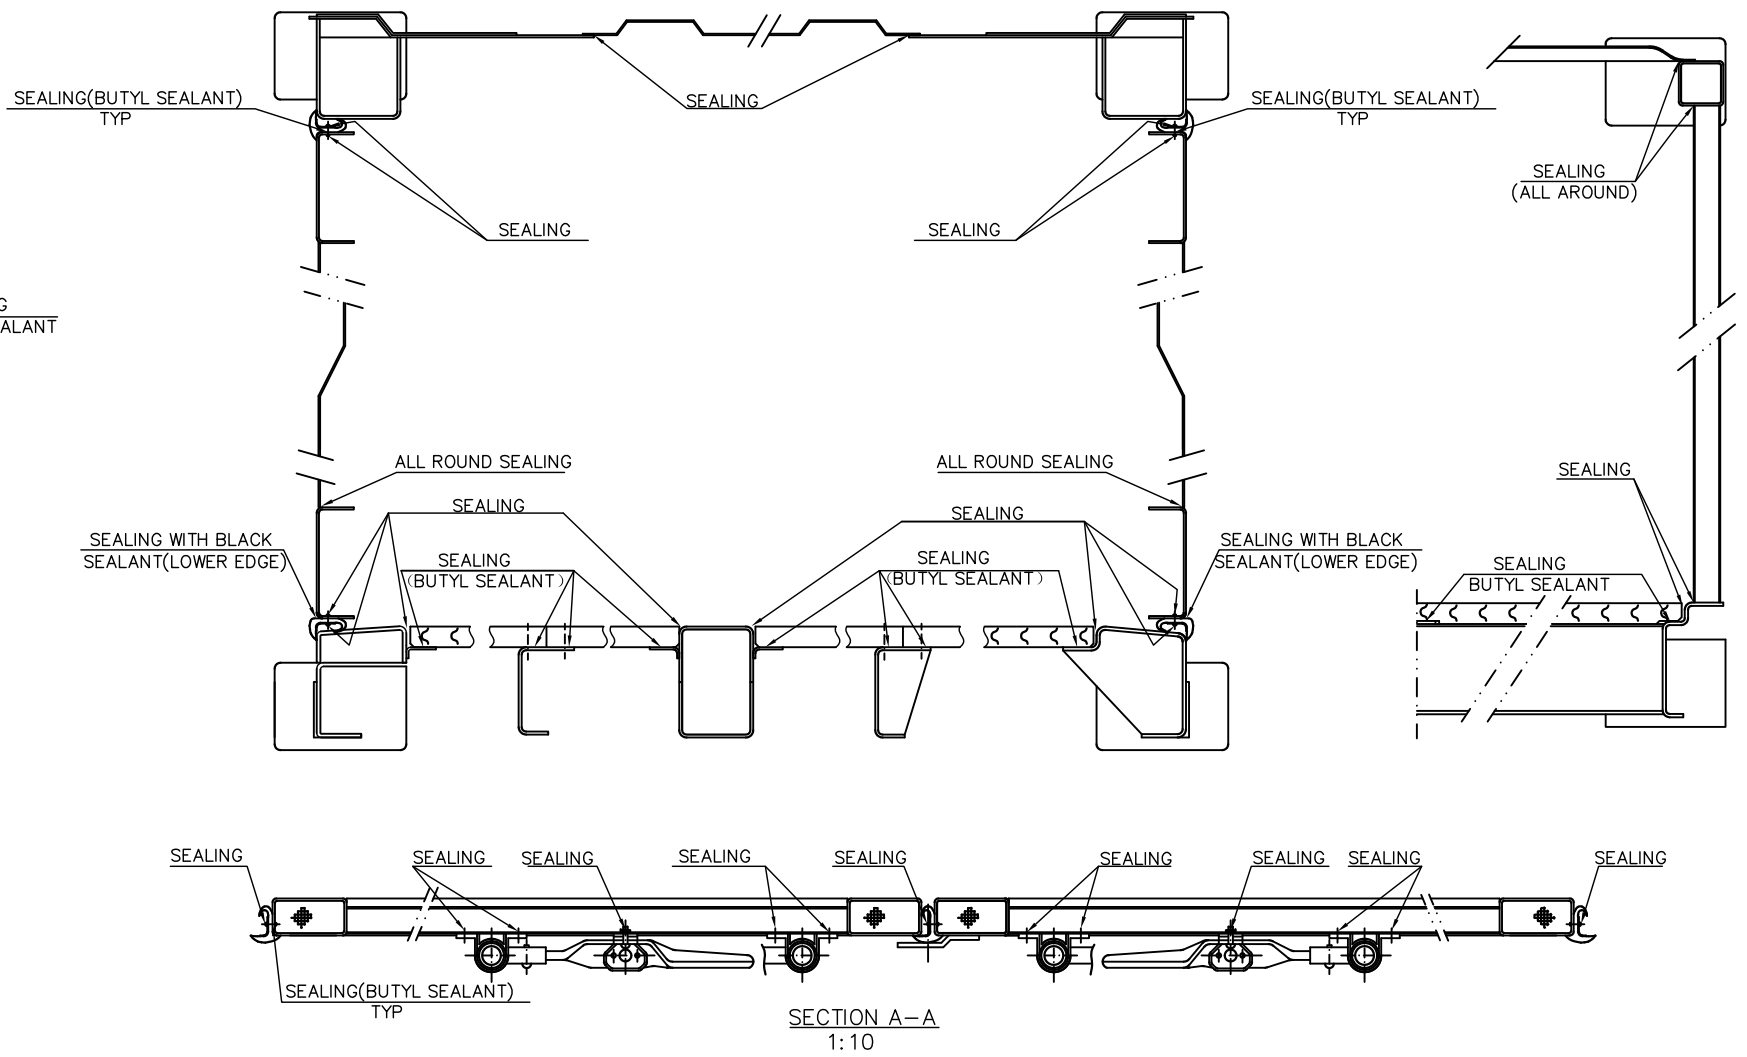 SEALING(BUTYL SEALANT)
TYP
SEALING
SEALING(BUTYL SEALANT)
TYP
SEALING
(ALL AROUND)
SEALING
SEALING
G
EALANT
ALL ROUND SEALING
ALL ROUND SEALING
SEALING
SEALING
SEALING
SEALING WITH BLACK
SEALANT(LOWER EDGE)
SEALING
(BUTYL SEALANT)
SEALING
(BUTYL SEALANT)
SEALING WITH BLACK
SEALANT(LOWER EDGE)
SEALING
BUTYL SEALANT
SEALING
SEALING
SEALING
SEALING
SEALING
SEALING
SEALING
SEALING
SEALING
SEALING(BUTYL SEALANT)
TYP
SECTION A-A
1:10